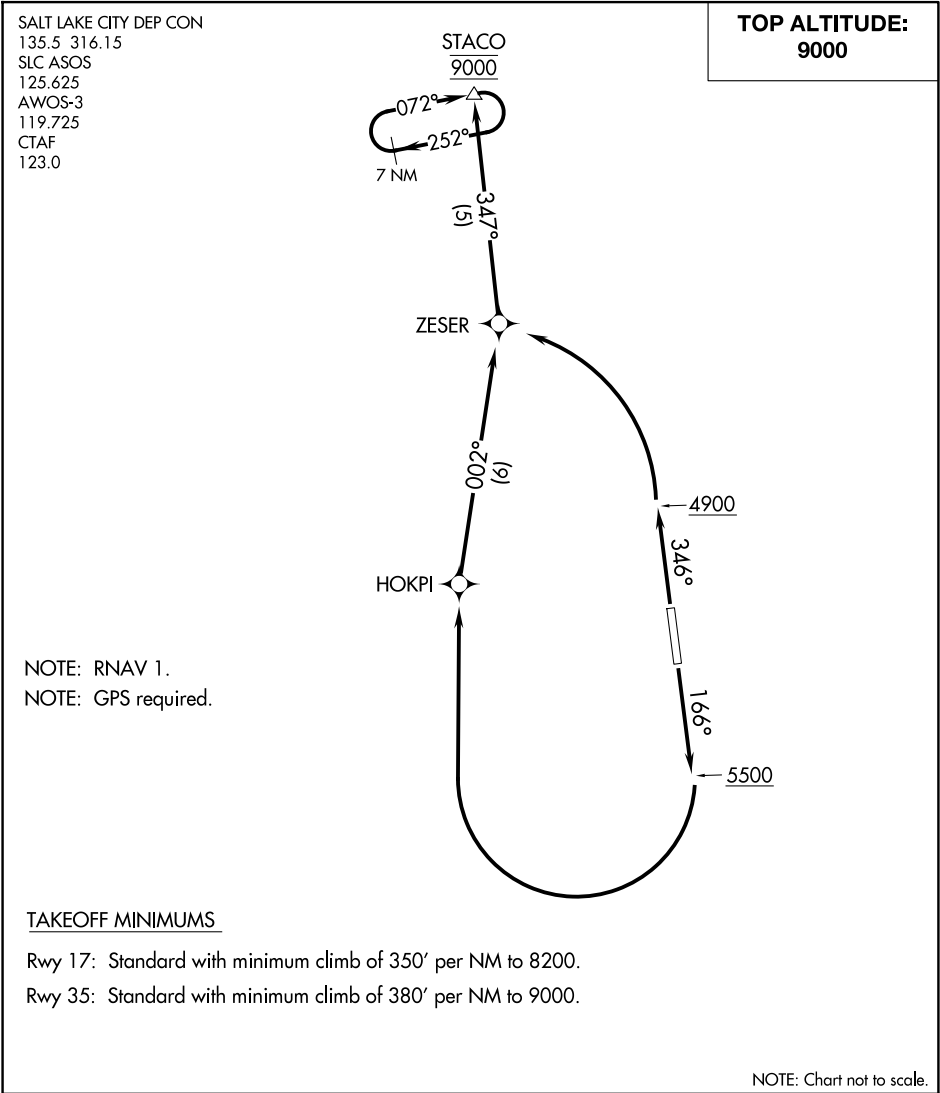 SALT LAKE CITY DEP CON
135.5 316.15
SLC ASOS
125.625
AWOS-3
119.725
CTAF
123.0
TOP ALTITUDE:
9000
STACO
9000
072°
252°
7 NM
347°
(5)
ZESER
002°
(9)
4900
346°
HOKPI
166°
5500
NOTE: RNAV 1.
NOTE: GPS required.
TAKEOFF MINIMUMS
Rwy 17: Standard with minimum climb of 350' per NM to 8200.
Rwy 35: Standard with minimum climb of 380' per NM to 9000.
NOTE: Chart not to scale.